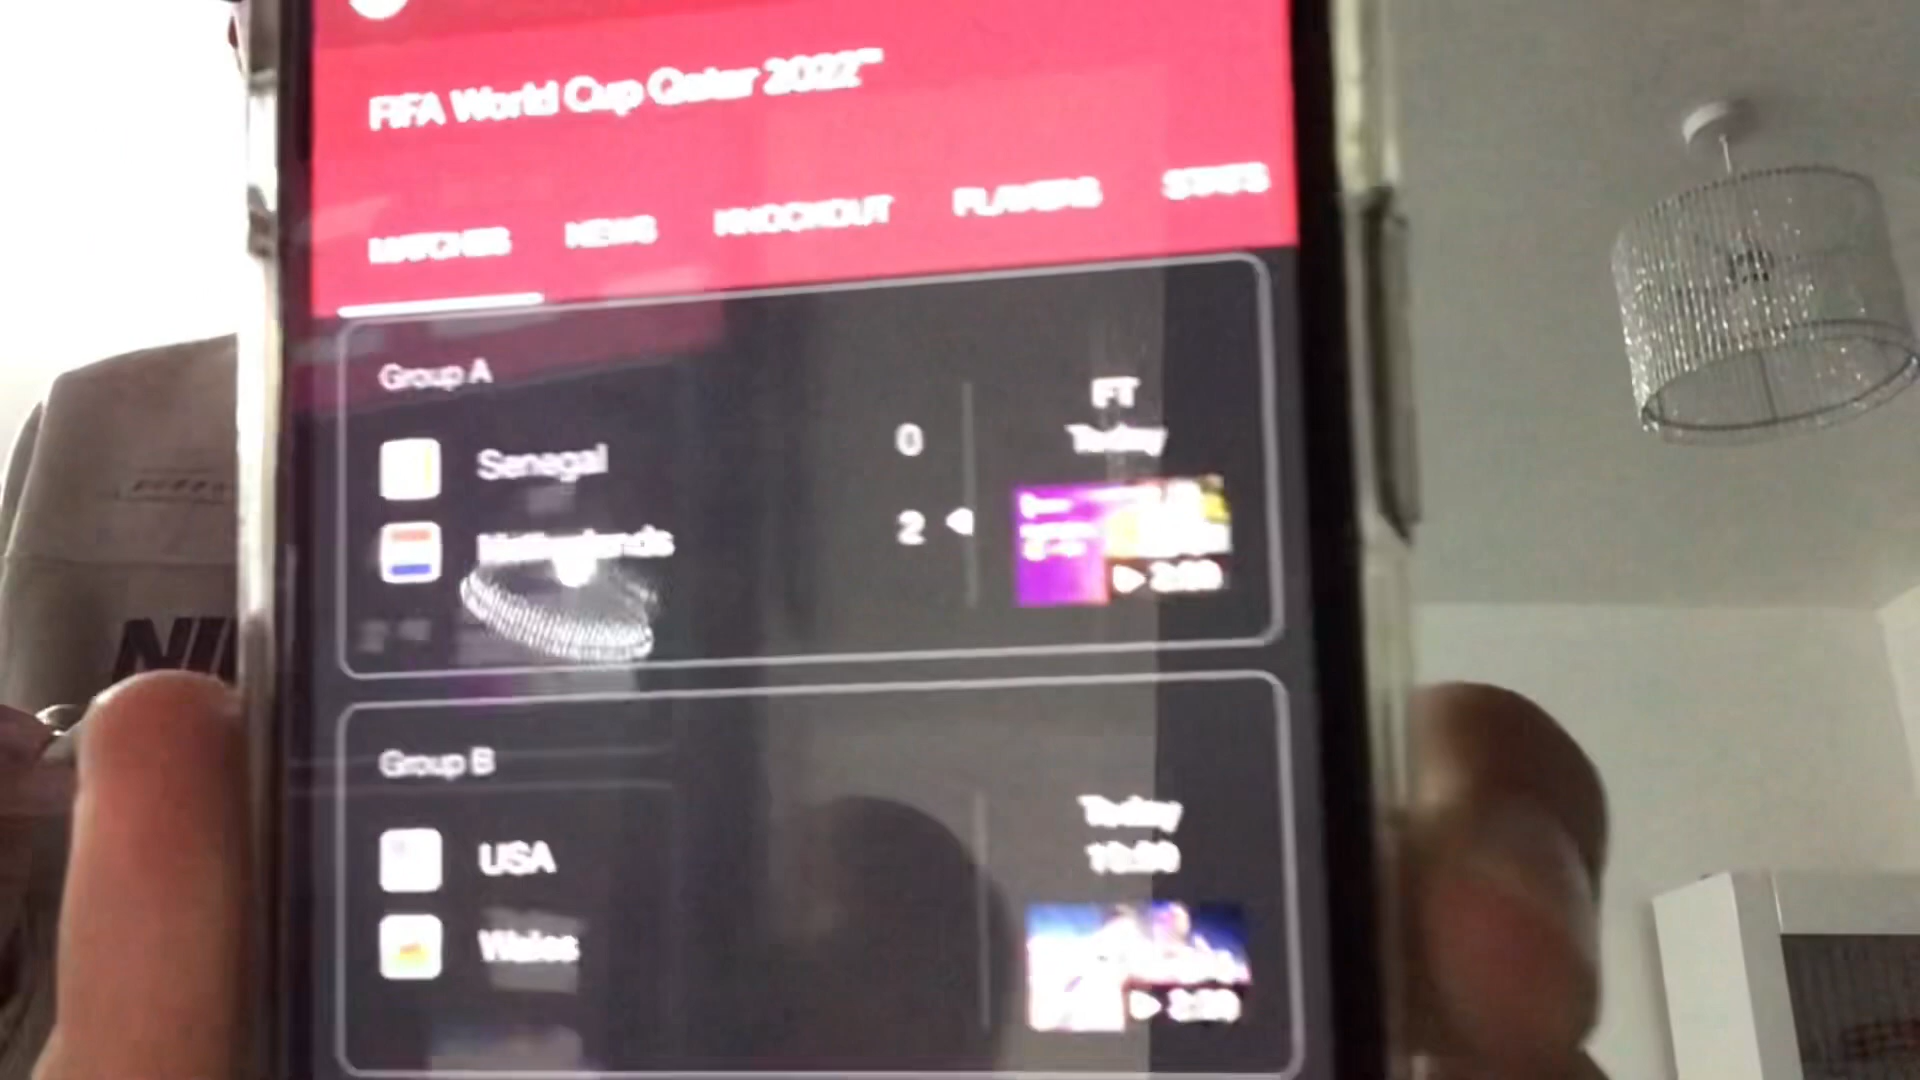 FIFA World Cup Qatar 2022™
MATCHES NEWS KNOCKOUT PLAYERS STATS
Group A
FT
Today
Senegal 0
Netherlands 2
Group B
Today
USA
Wales